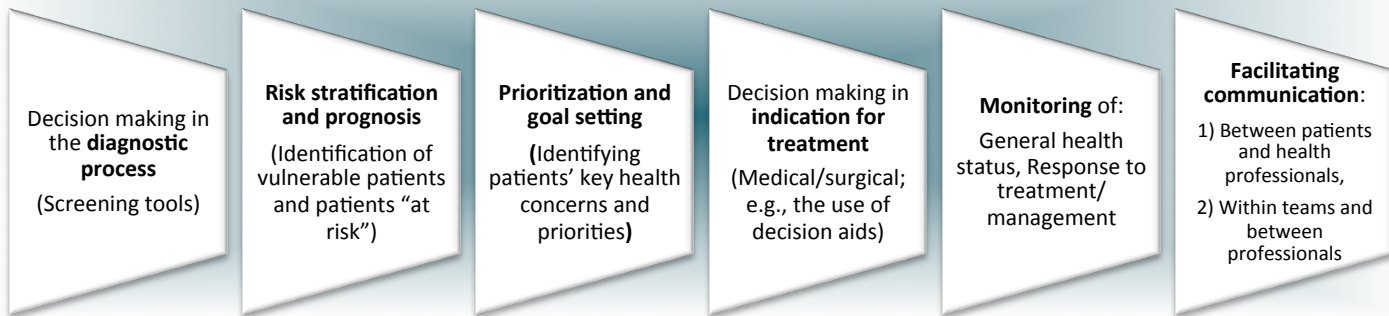 Decision making in
the diagnostic
process
(Screening tools)
Risk stratification
and prognosis
(Identification of
vulnerable patients
and patients “at
risk”)
Prioritization and
goal setting
(Identifying
patients’ key health
concerns and
priorities)
Decision making in
indication for
treatment
(Medical/surgical;
e.g., the use of
decision aids)
Monitoring of:
General health
status, Response to
treatment/
management
Facilitating
communication:
1) Between patients
and health
professionals,
2) Within teams and
between
professionals